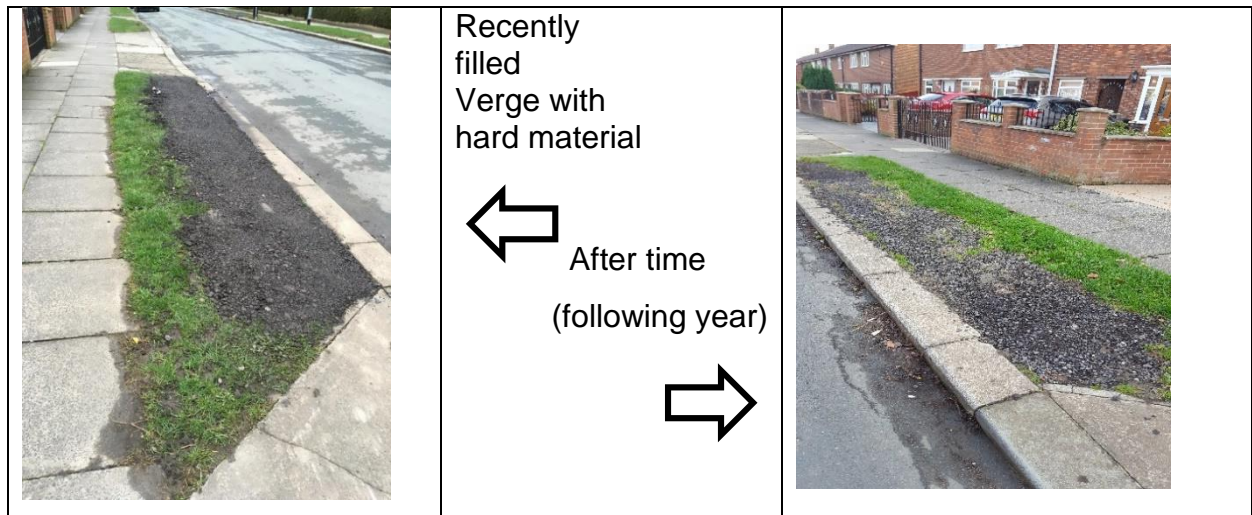 Recently
filled
Verge with
hard material
After time
(following year)